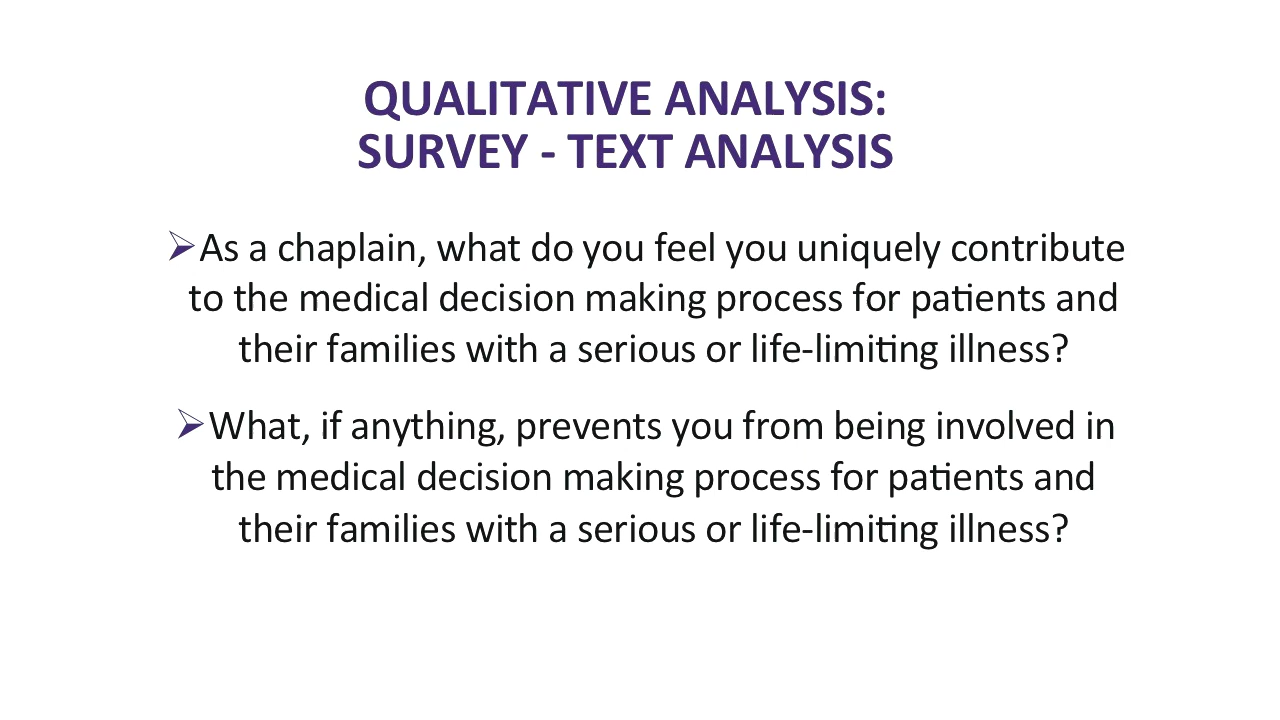 QUALITATIVE ANALYSIS:
SURVEY - TEXT ANALYSIS
➢As a chaplain, what do you feel you uniquely contribute
to the medical decision making process for patients and
their families with a serious or life-limiting illness?
➢What, if anything, prevents you from being involved in
the medical decision making process for patients and
their families with a serious or life-limiting illness?